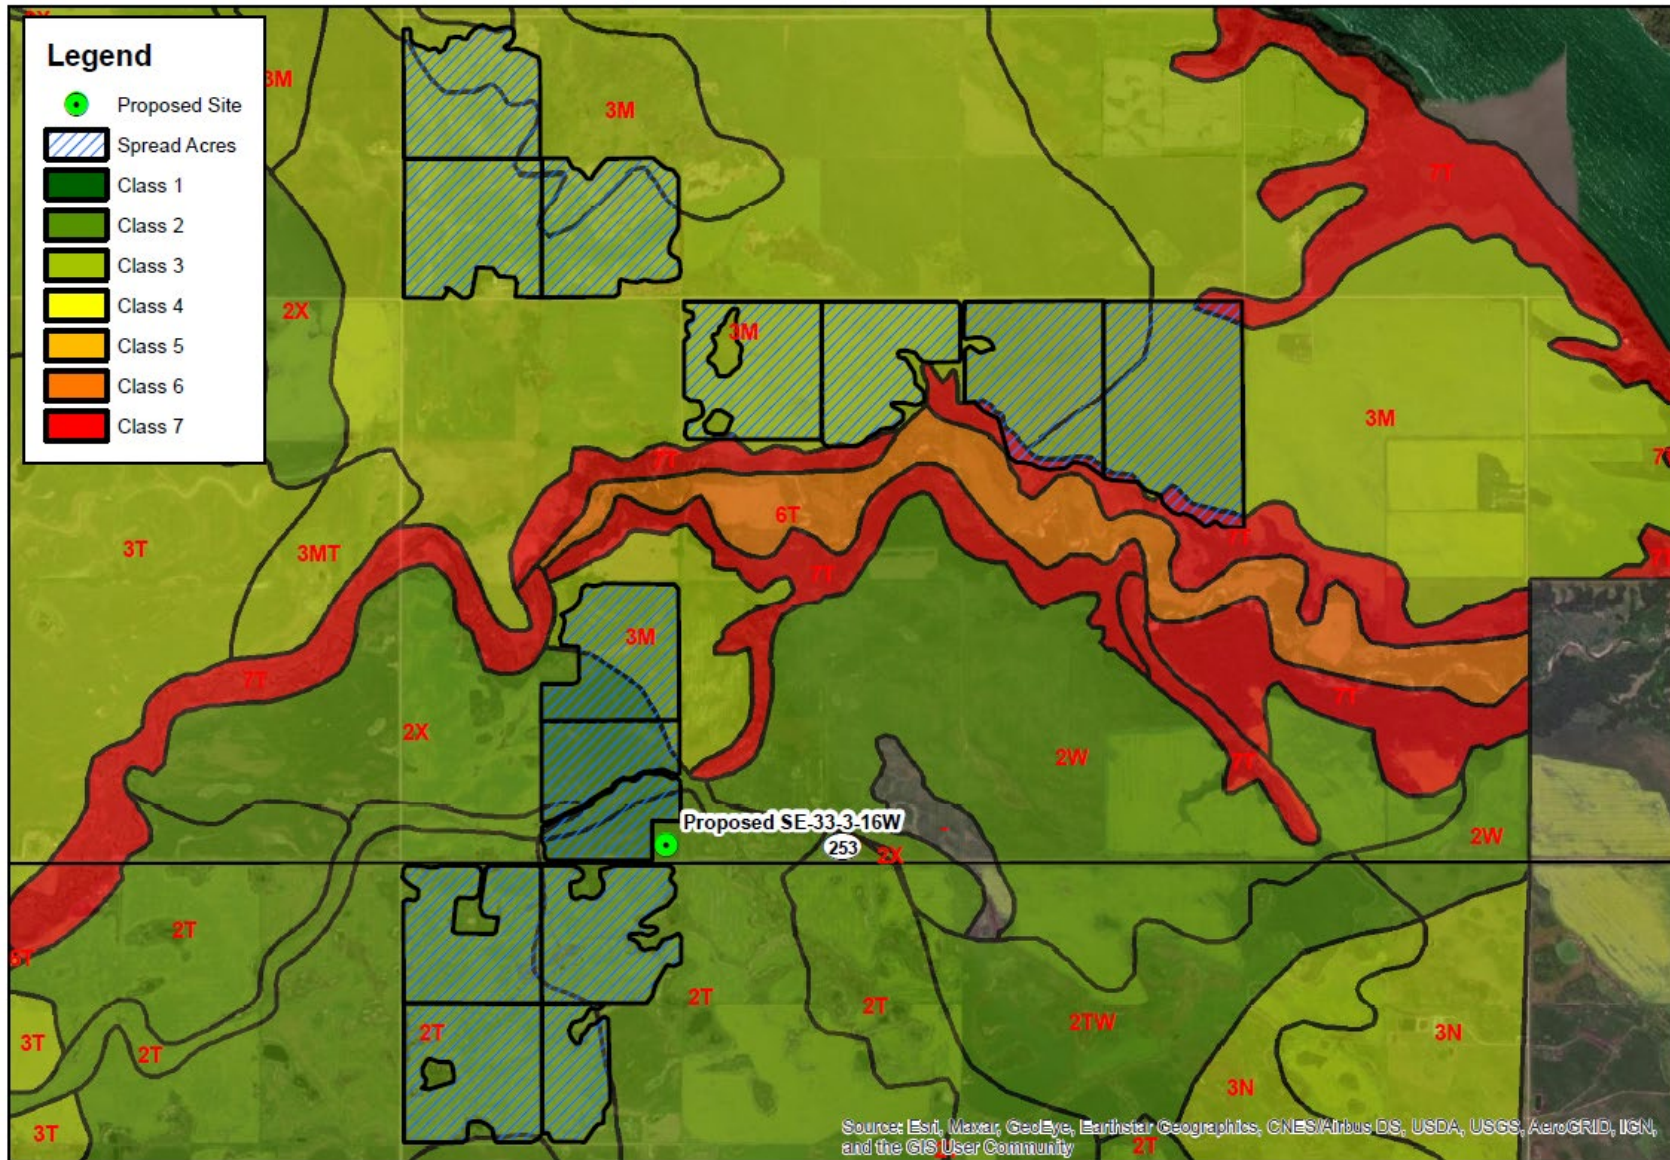 Legend
Proposed Site
Spread Acres
Class 1
Class 2
Class 3
Class 4
Class 5
Class 6
Class 7
3M
3M
7T
2X
3M
3M
7T
7T
6T
3T
3MT
7T
7T
7T
3M
7T
7T
2X
2W
7T
Proposed SE-33-3-16W
253
2X
2W
2T
2T
2T
2T
2TW
3N
3T
2T
3N
3T
2T
Source: Esri, Maxar, GeoEye, Earthstar Geographics, CNES/Airbus DS, USDA, USGS, AeroGRID, IGN,
and the GIS User Community